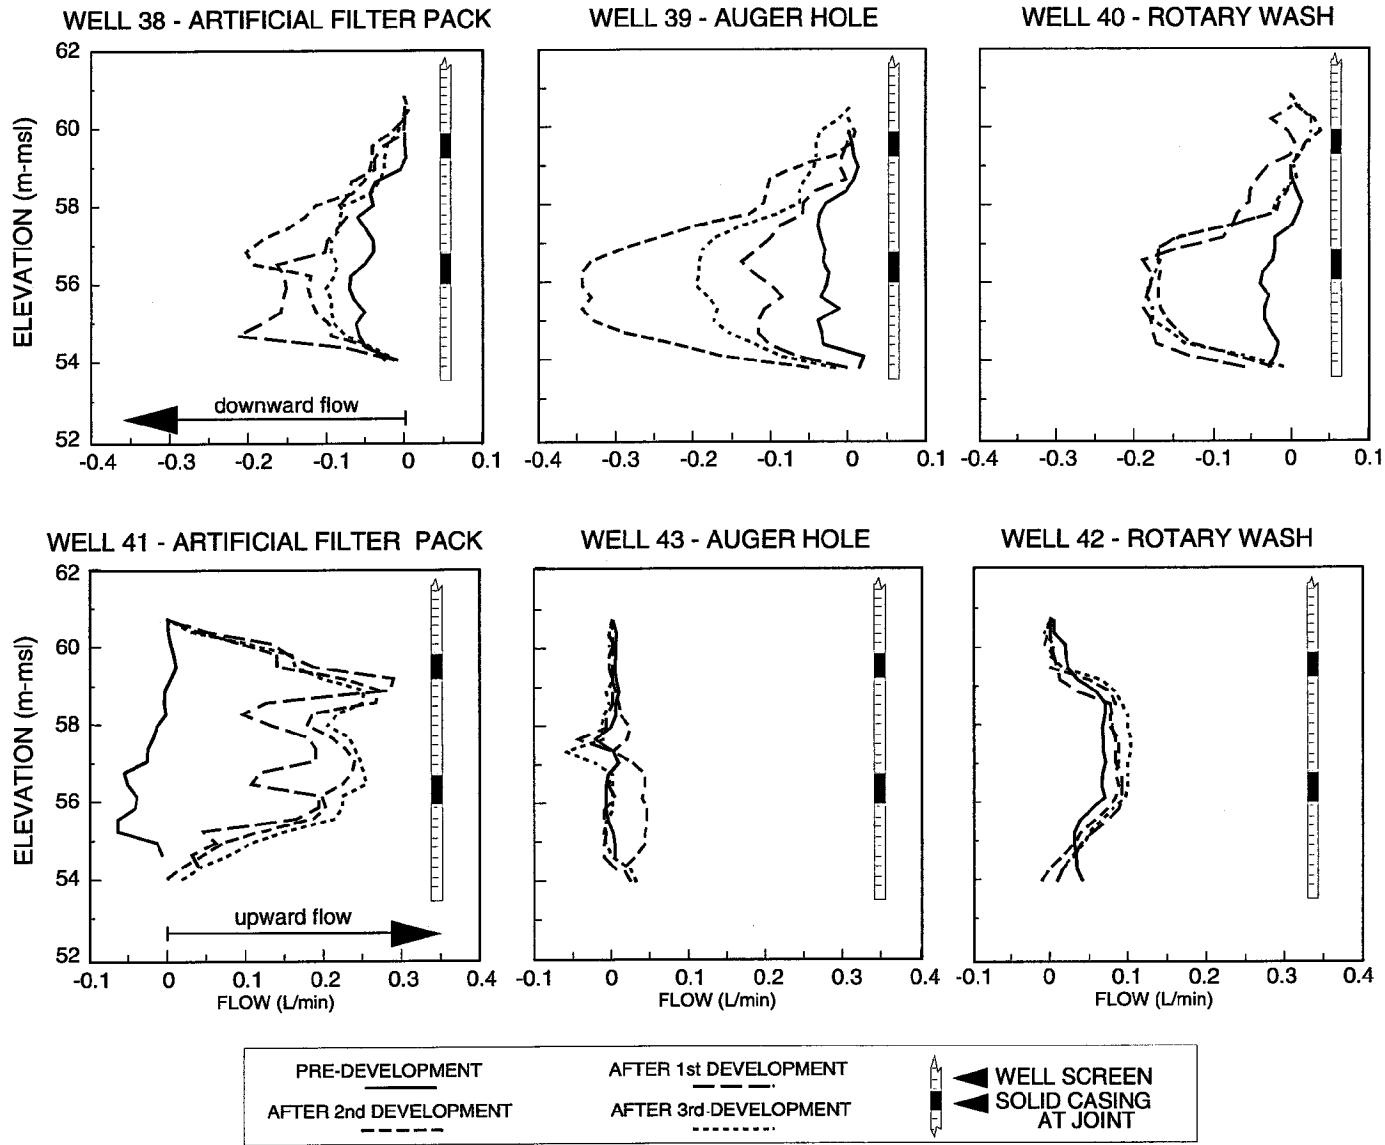 WELL 38 - ARTIFICIAL FILTER PACK
WELL 39 - AUGER HOLE
WELL 40 - ROTARY WASH
ELEVATION (m-msl)
62
60
58
56
54
52
downward flow
-0.4 -0.3 -0.2 -0.1 0 0.1
-0.4 -0.3 -0.2 -0.1 0 0.1
-0.4 -0.3 -0.2 -0.1 0 0.1
WELL 41 - ARTIFICIAL FILTER PACK
WELL 43 - AUGER HOLE
WELL 42 - ROTARY WASH
ELEVATION (m-msl)
62
60
58
56
54
52
upward flow
-0.1 0 0.1 0.2 0.3 0.4
-0.1 0 0.1 0.2 0.3 0.4
-0.1 0 0.1 0.2 0.3 0.4
FLOW (L/min)
FLOW (L/min)
FLOW (L/min)
PRE-DEVELOPMENT
AFTER 1st DEVELOPMENT
AFTER 2nd DEVELOPMENT
AFTER 3rd-DEVELOPMENT
WELL SCREEN
SOLID CASING
AT JOINT